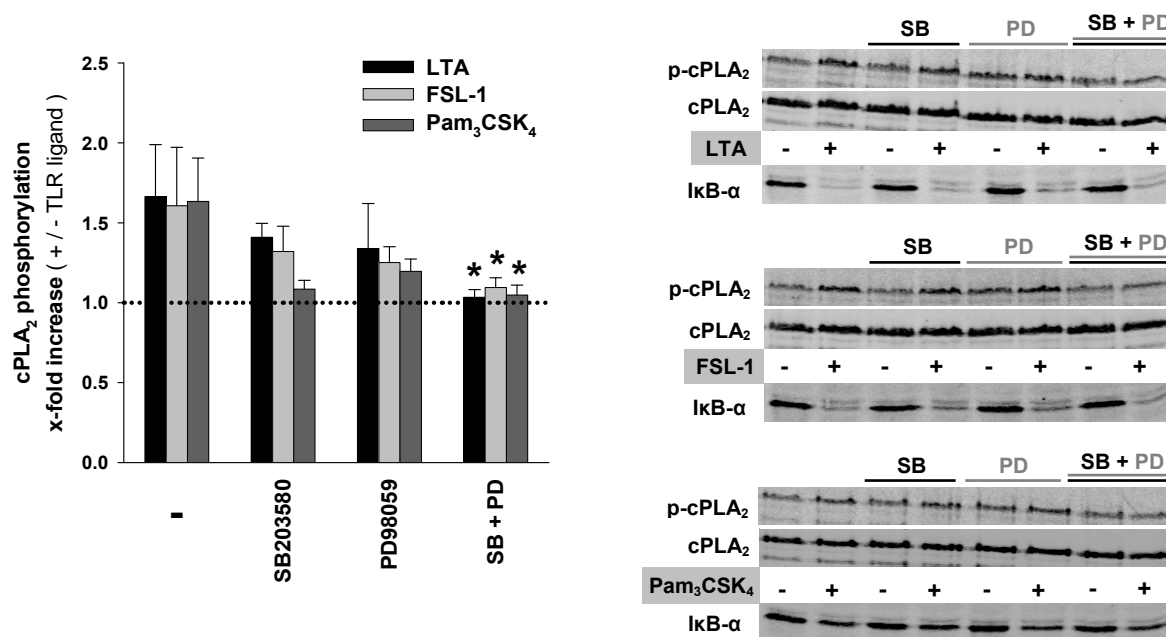 cPLA₂ phosphorylation
x-fold increase ( + / - TLR ligand )
2.5
2.0
1.5
1.0
0.5
0.0
LTA
FSL-1
Pam₃CSK₄
* * *
-
SB203580
PD98059
SB + PD
SB PD SB + PD
p-cPLA₂
cPLA₂
LTA - + - + - + - +
IκB-α
SB PD SB + PD
p-cPLA₂
cPLA₂
FSL-1 - + - + - + - +
IκB-α
SB PD SB + PD
p-cPLA₂
cPLA₂
Pam₃CSK₄ - + - + - + - +
IκB-α